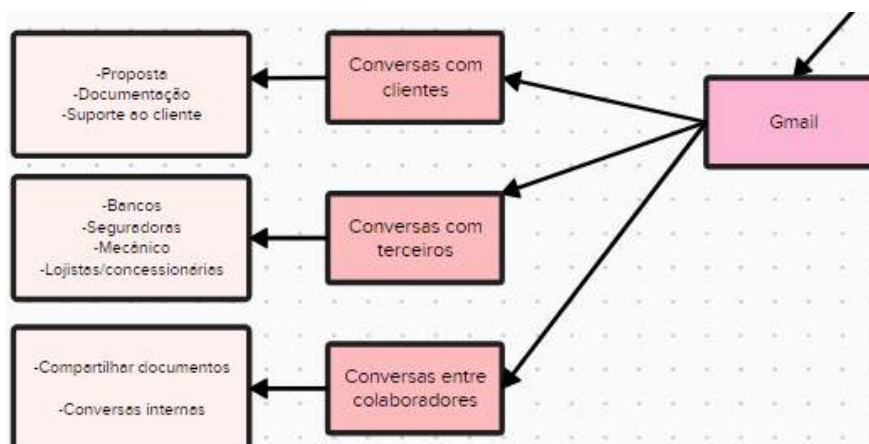 -Proposta
-Documentação
-Suporte ao cliente
Conversas com
clientes
Gmail
-Bancos
-Seguradoras
-Mecânico
-Lojistas/concessionárias
Conversas com
terceiros
-Compartilhar documentos
-Conversas internas
Conversas entre
colaboradores